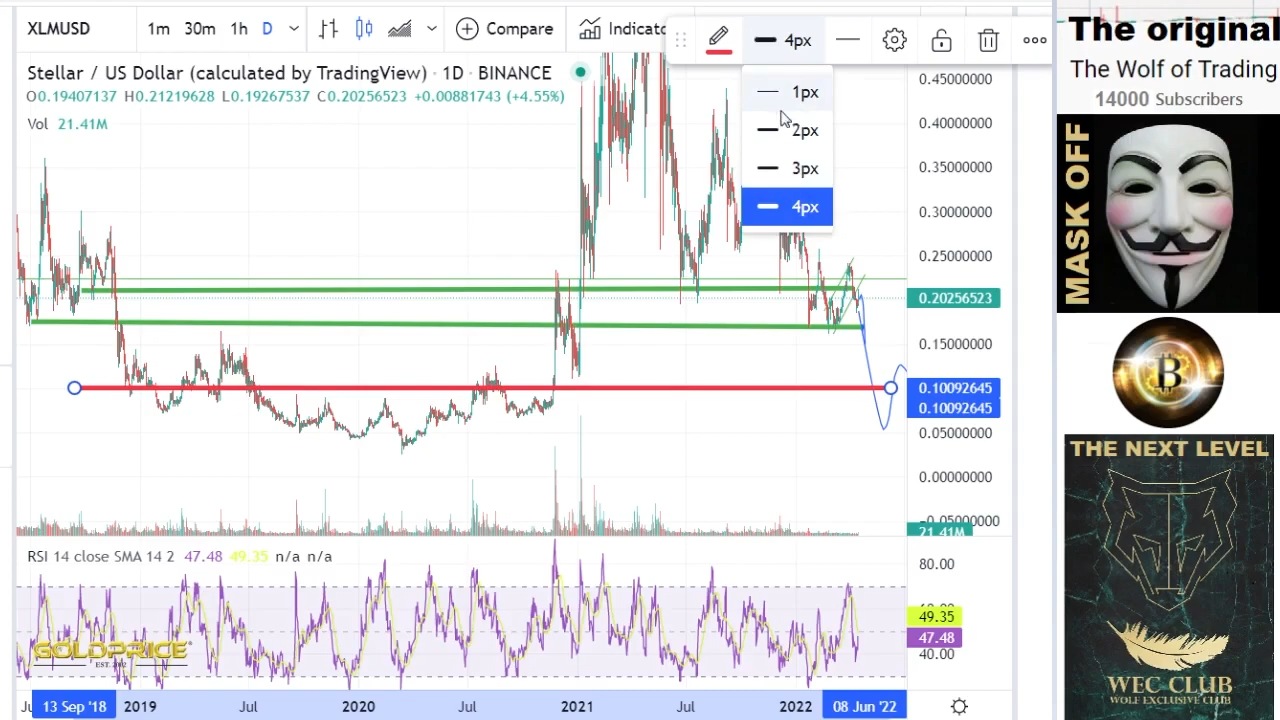 XLMUSD 1m 30m 1h D Compare Indicato 4px
1px
2px
3px
4px
Stellar / US Dollar (calculated by TradingView) · 1D · BINANCE
O0.19407137 H0.21219628 L0.19267537 C0.20256523 +0.00881743 (+4.55%)
Vol 21.41M
0.45000000
0.40000000
0.35000000
0.30000000
0.25000000
0.20256523
0.15000000
0.10092645
0.10092645
0.05000000
0.00000000
-0.05000000
21.41M
RSI 14 close SMA 14 2 47.48 49.35 n/a n/a
80.00
49.35
47.48
40.00
GOLDPRICE
EST. 2002
13 Sep '18 2019 Jul 2020 Jul 2021 Jul 2022 08 Jun '22
The original
The Wolf of Trading
14000 Subscribers
MASK OFF
THE NEXT LEVEL
WEC CLUB
WOLF EXCLUSIVE CLUB